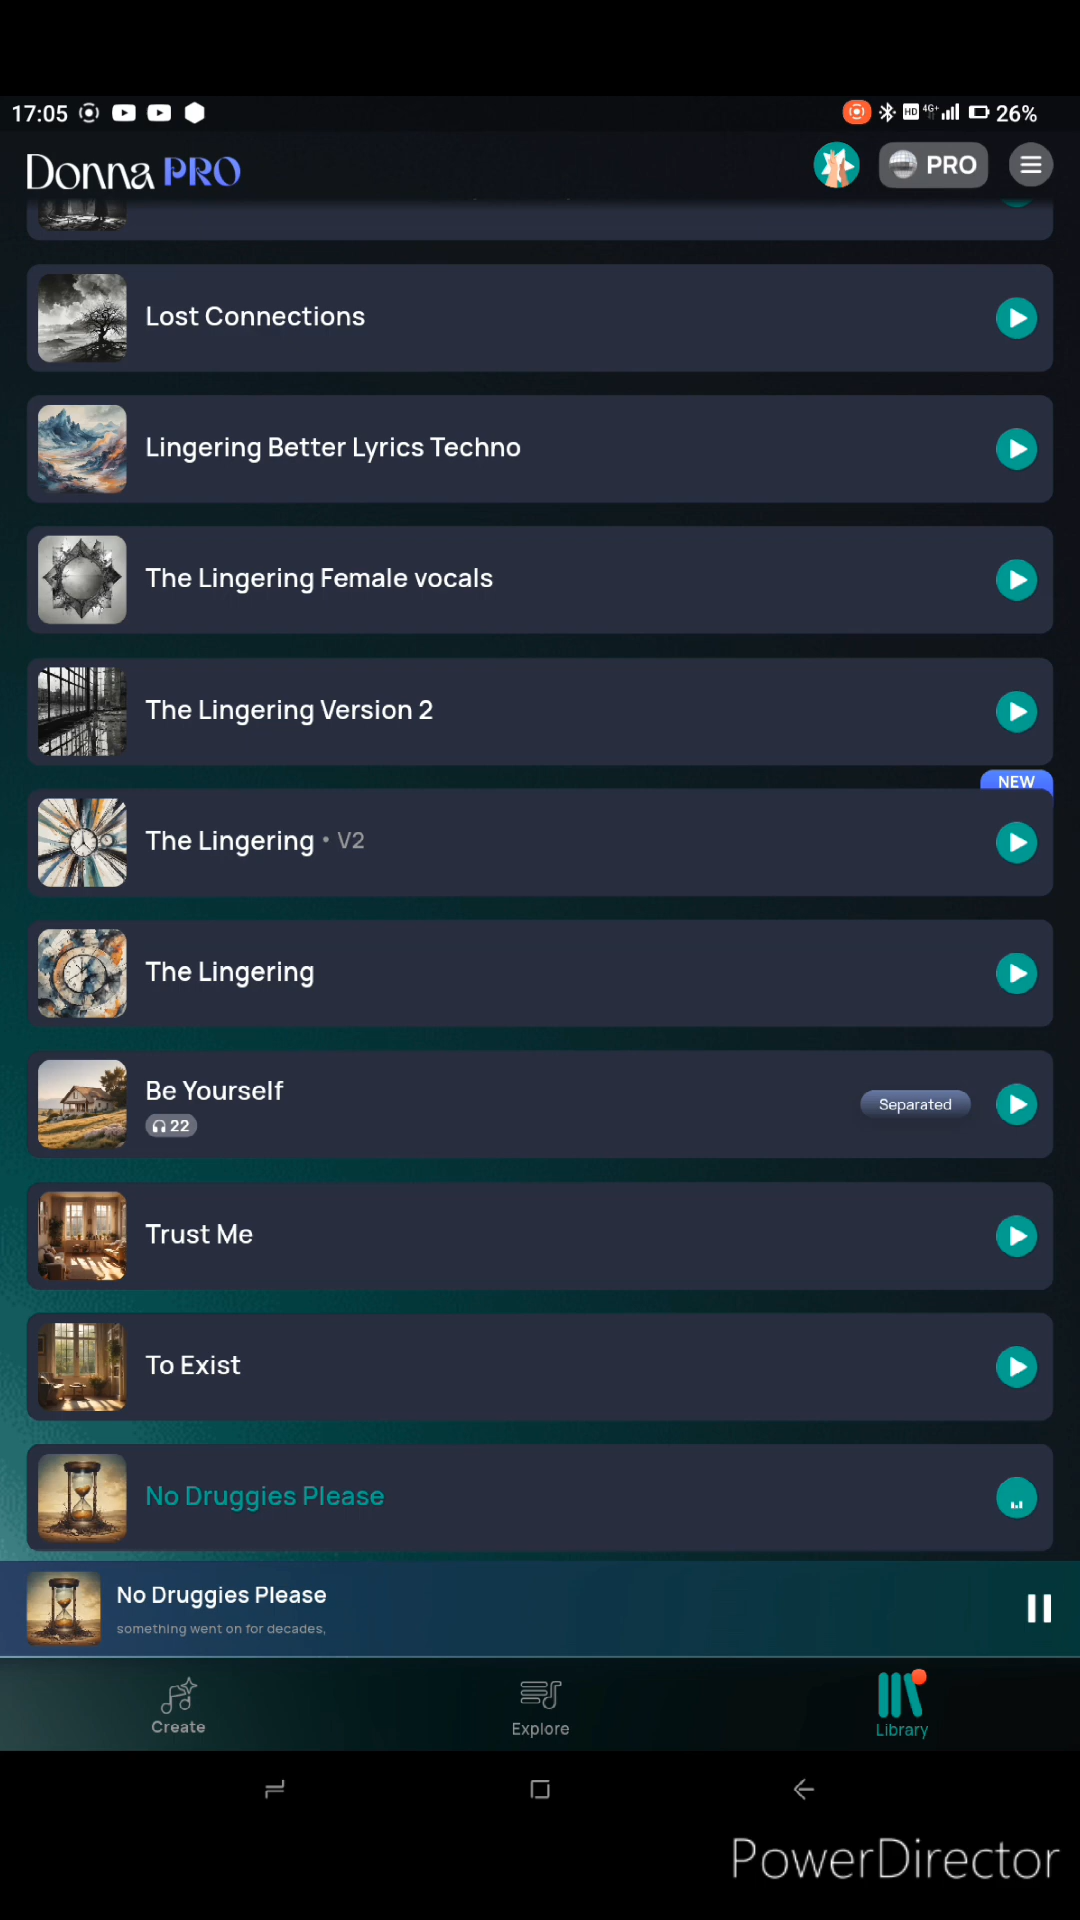 17:05
HD 4G+ 26%
Donna PRO
PRO
Lost Connections
Lingering Better Lyrics Techno
The Lingering Female vocals
The Lingering Version 2
NEW
The Lingering • V2
The Lingering
Be Yourself
22
Separated
Trust Me
To Exist
No Druggies Please
No Druggies Please
something went on for decades,
Create
Explore
Library
PowerDirector